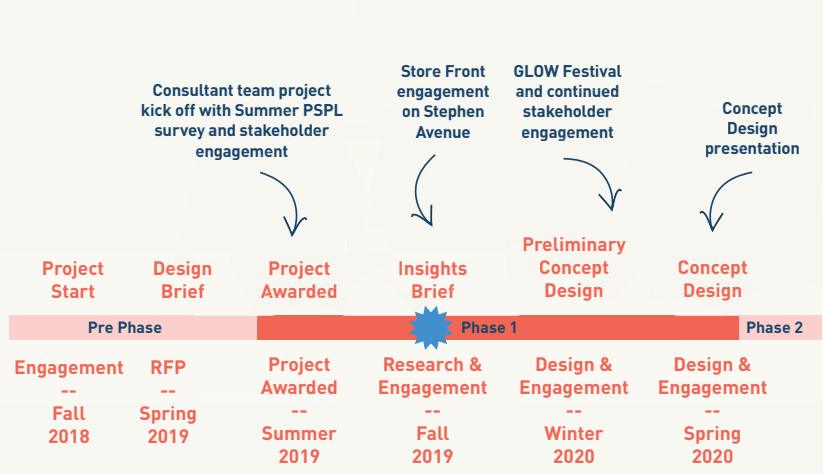 Consultant team project
kick off with Summer PSPL
survey and stakeholder
engagement
Store Front
engagement
on Stephen
Avenue
GLOW Festival
and continued
stakeholder
engagement
Concept
Design
presentation
Project
Start
Design
Brief
Project
Awarded
Insights
Brief
Preliminary
Concept
Design
Concept
Design
Pre Phase
Phase 1
Phase 2
Engagement
--
Fall
2018
RFP
--
Spring
2019
Project
Awarded
--
Summer
2019
Research &
Engagement
--
Fall
2019
Design &
Engagement
--
Winter
2020
Design &
Engagement
--
Spring
2020